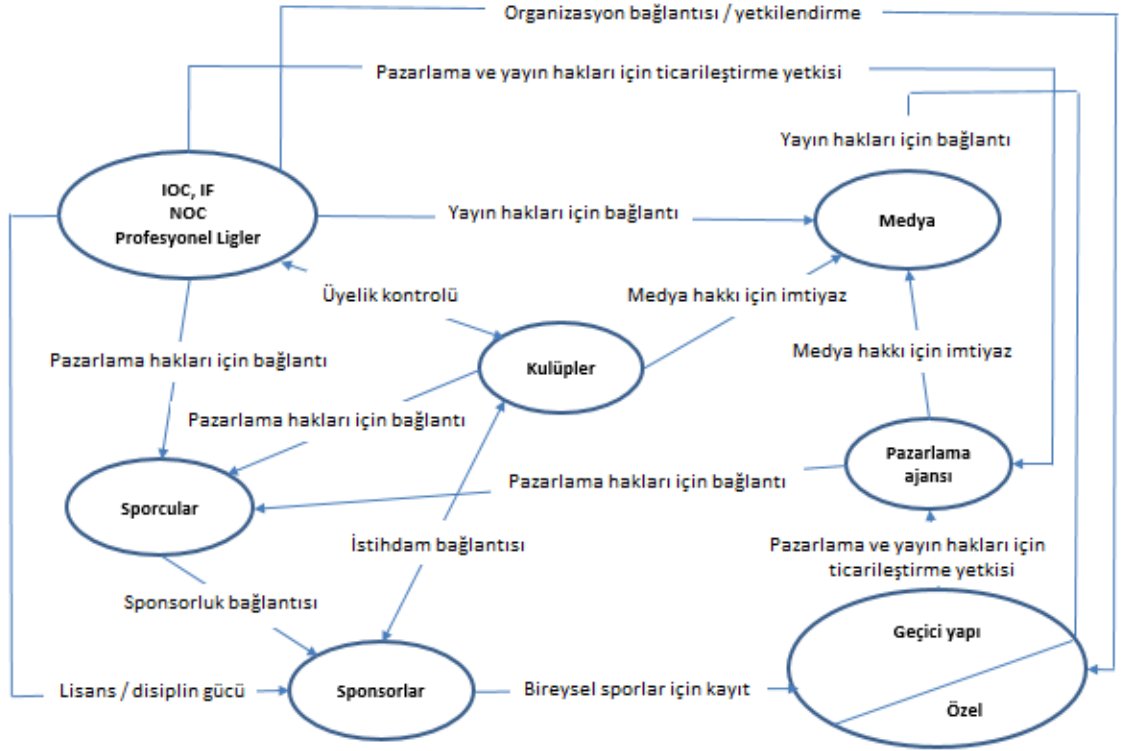 Organizasyon bağlantısı / yetkilendirme
Pazarlama ve yayın hakları için ticarileştirme yetkisi
Yayın hakları için bağlantı
IOC, IF
NOC
Profesyonel Ligler
Yayın hakları için bağlantı
Medya
Üyelik kontrolü
Medya hakkı için imtiyaz
Pazarlama hakları için bağlantı
Kulüpler
Medya hakkı için imtiyaz
Pazarlama hakları için bağlantı
Pazarlama
ajansı
Pazarlama hakları için bağlantı
Sporcular
İstihdam bağlantısı
Pazarlama ve yayın hakları için
ticarileştirme yetkisi
Sponsorluk bağlantısı
Geçici yapı
Lisans / disiplin gücü
Sponsorlar
Bireysel sporlar için kayıt
Özel